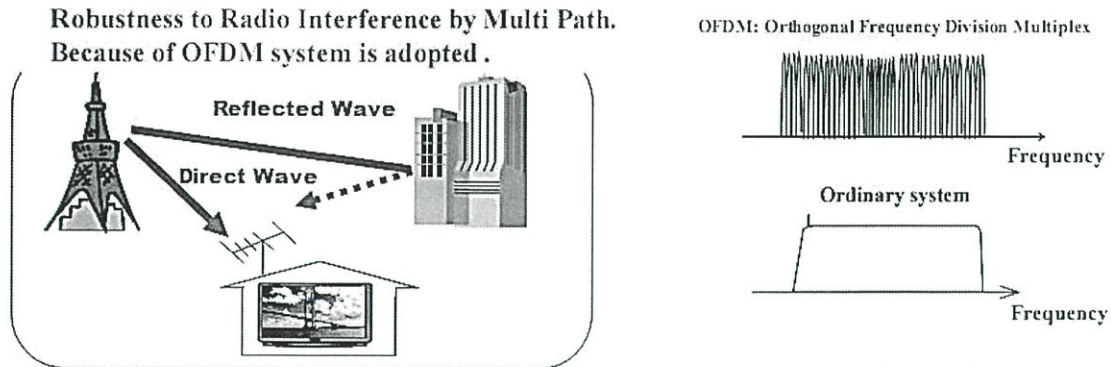 Robustness to Radio Interference by Multi Path.
Because of OFDM system is adopted .
Reflected Wave
Direct Wave
OFDM: Orthogonal Frequency Division Multiplex
Frequency
Ordinary system
Frequency